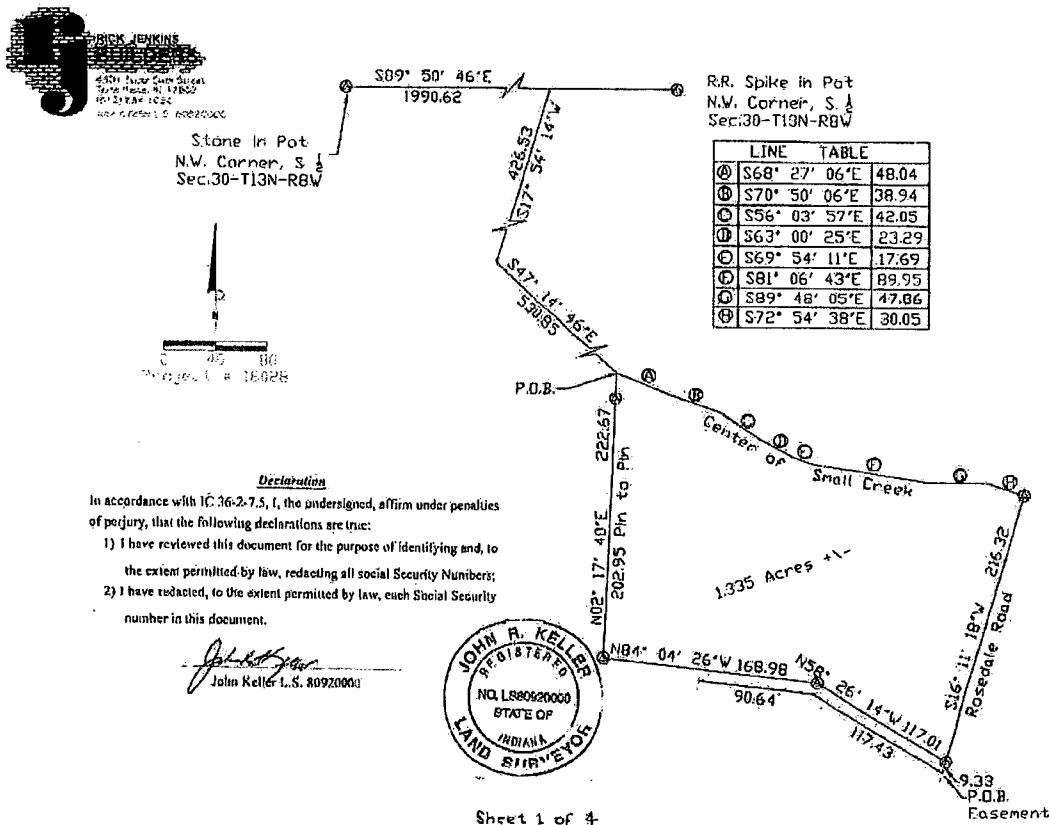 RICK JENKINS
BUILDERS
S89° 50' 46"E
1990.62
R.R. Spike in Pot
N.W. Corner, S. ½
Sec:30-T13N-R8W
Stone In Pot
N.W. Corner, S ½
Sec:30-T13N-R8W
426.53
S17° 54' 14"W
LINE TABLE
A S68° 27' 06"E 48.04
B S70° 50' 06"E 38.94
C S56° 03' 57"E 42.05
D S63° 00' 25"E 23.29
E S69° 54' 11"E 17.69
F S81° 06' 43"E 89.95
G S89° 48' 05"E 47.86
H S72° 54' 38"E 30.05
S47° 14' 46"E
530.85
0 40 80
Project # 16028
P.O.B.
A
B
C
D
E
F
G
H
Center of Small Creek
N02° 17' 40"E 222.67
202.95 Pin to Pin
1.335 Acres +\-
216.32
S16° 11' 18"W
Rosedale Road
N84° 04' 26"W 168.98
N58° 26' 14"W 117.01
90.64
117.43
9.33
P.O.B.
Easement
Declaration
In accordance with IC 36-2-7.5, I, the undersigned, affirm under penalties
of perjury, that the following declarations are true:
1) I have reviewed this document for the purpose of identifying and, to
the extent permitted by law, redacting all social Security Numbers;
2) I have redacted, to the extent permitted by law, each Social Security
number in this document.
John Keller L.S. 80920000
JOHN R. KELLER
REGISTERED
NO. LS80920000
STATE OF
INDIANA
LAND SURVEYOR
Sheet 1 of 4